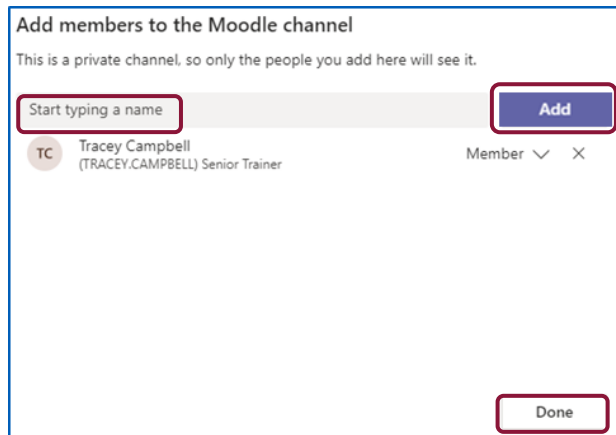 Add members to the Moodle channel
This is a private channel, so only the people you add here will see it.
Start typing a name
Add
TC
Tracey Campbell
(TRACEY.CAMPBELL) Senior Trainer
Member
Done